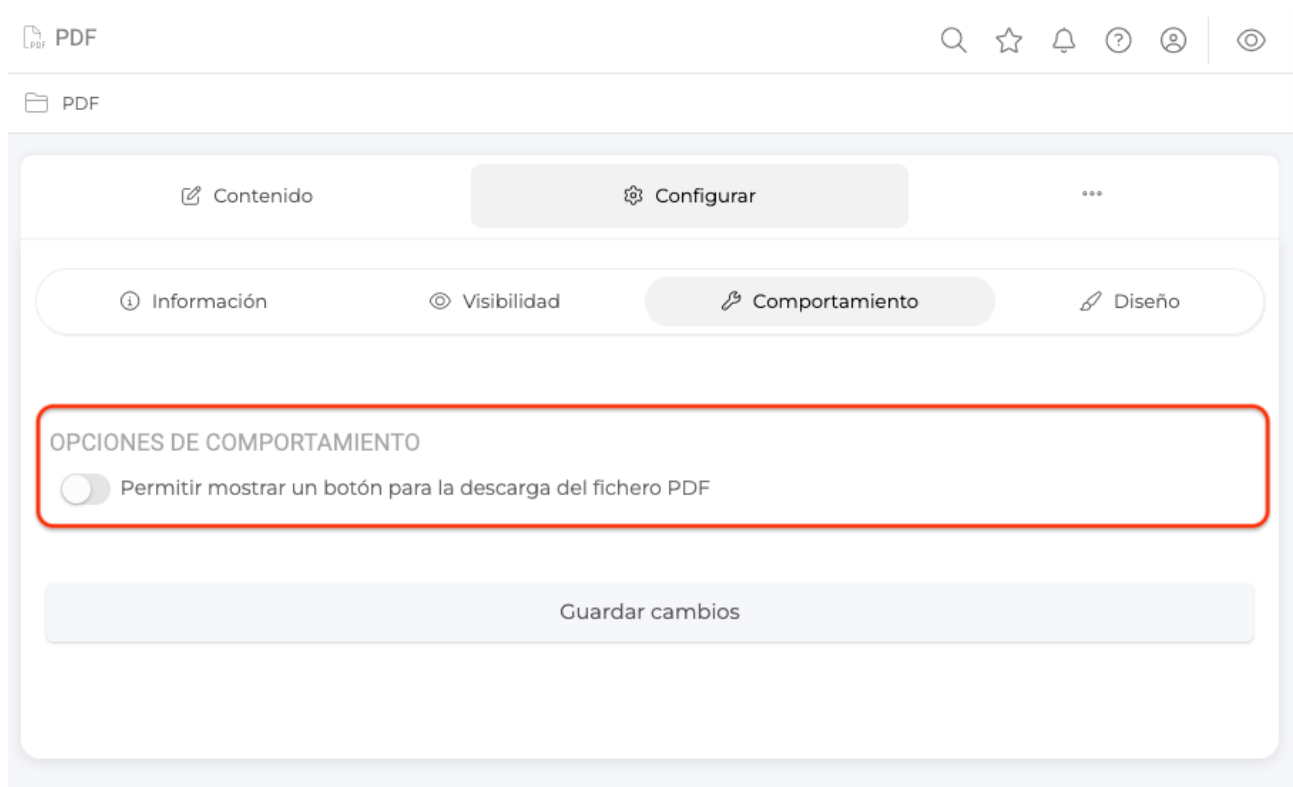 PDF
PDF
Contenido Configurar
Información Visibilidad Comportamiento Diseño
OPCIONES DE COMPORTAMIENTO
Permitir mostrar un botón para la descarga del fichero PDF
Guardar cambios